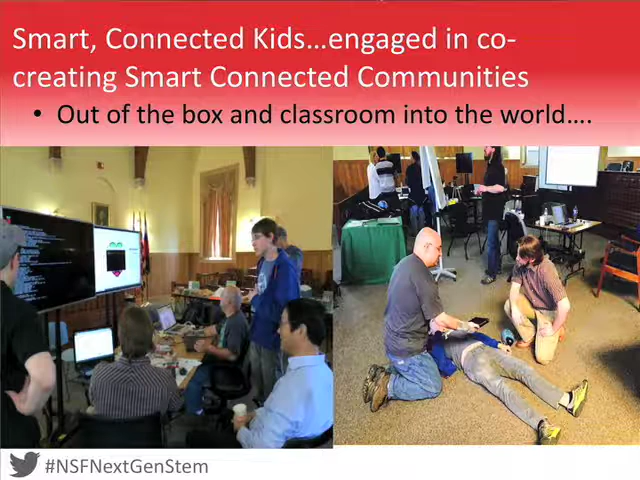 Smart, Connected Kids…engaged in co-
creating Smart Connected Communities
• Out of the box and classroom into the world….
#NSFNextGenStem